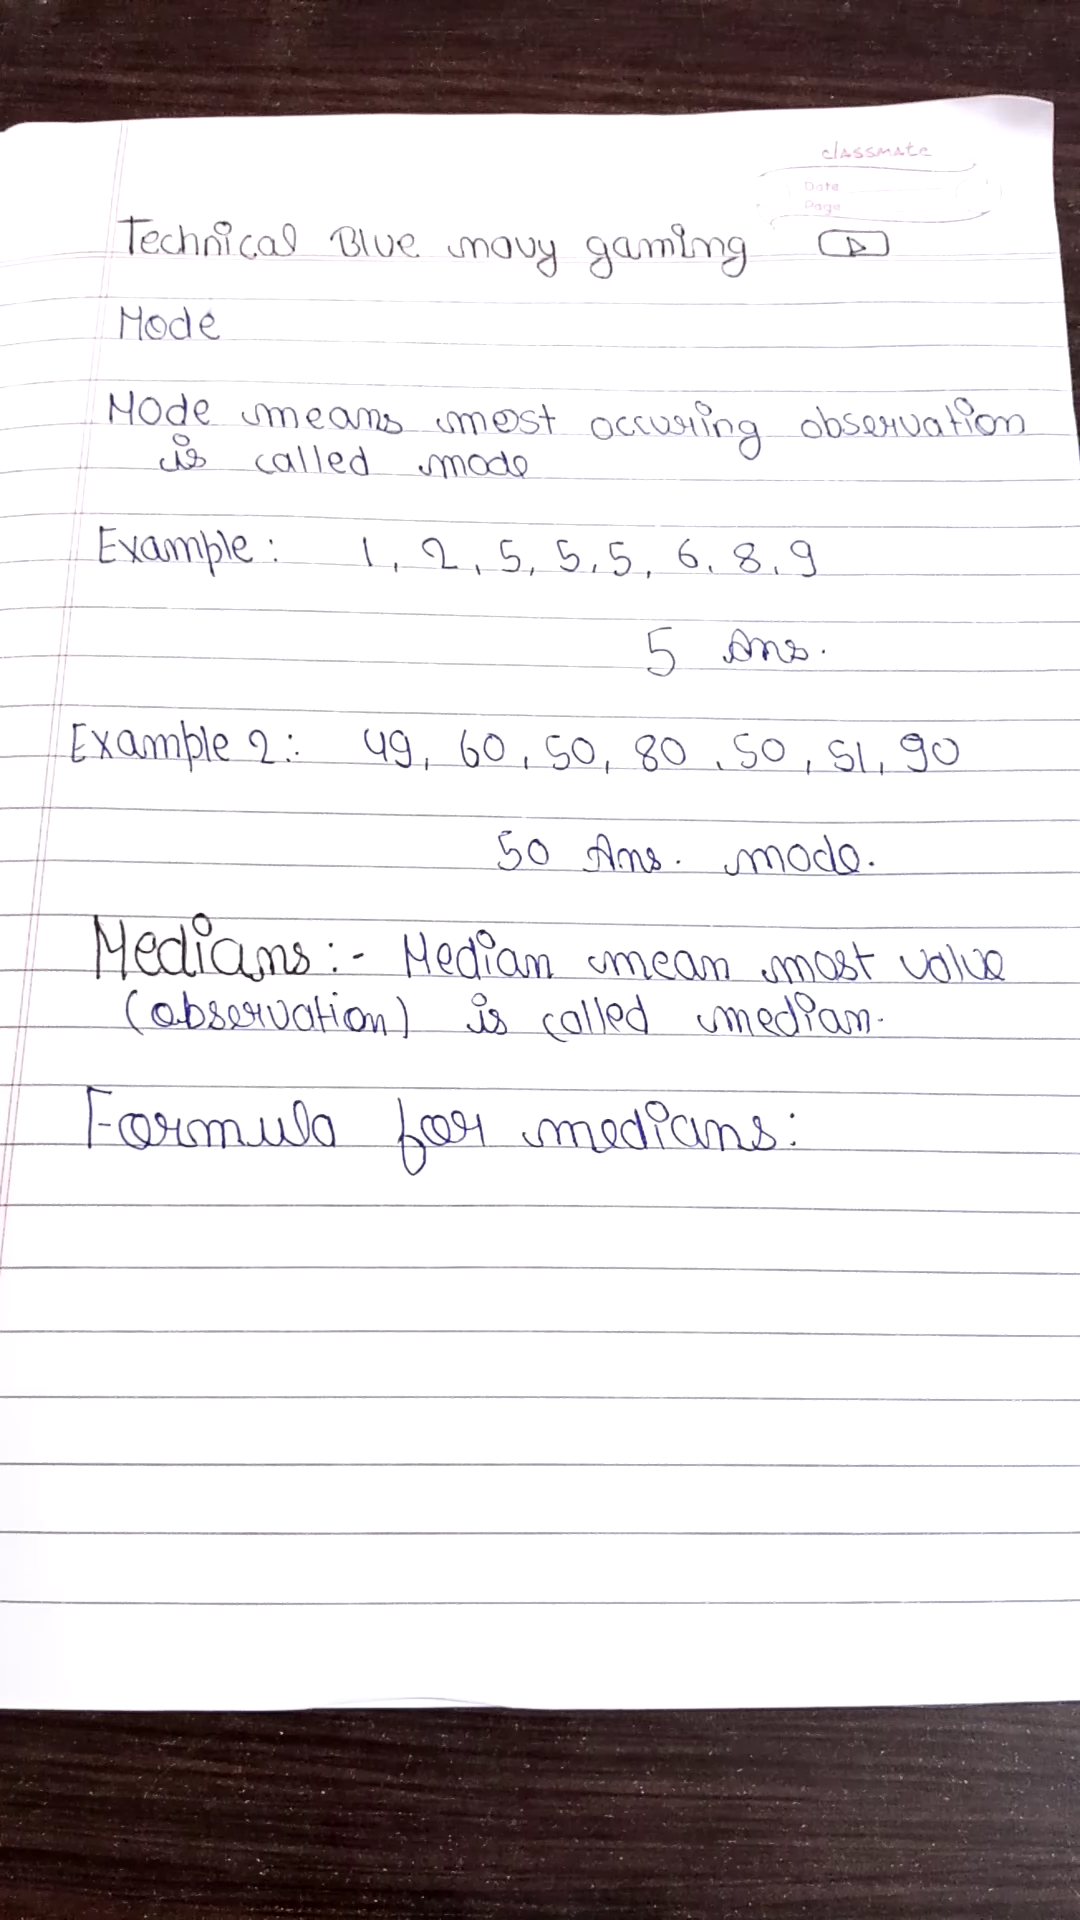 classmate
Date
Page
Technical Blue navy gaming
Mode
Mode means most occuring observation
is called mode
Example : 1, 2, 5, 5, 5, 6, 8, 9
5 Ans.
Example 2 : 49, 60, 50, 80, 50, 51, 90
50 Ans. mode.
Medians :- Median mean most value
(observation) is called median.
Formula for medians: